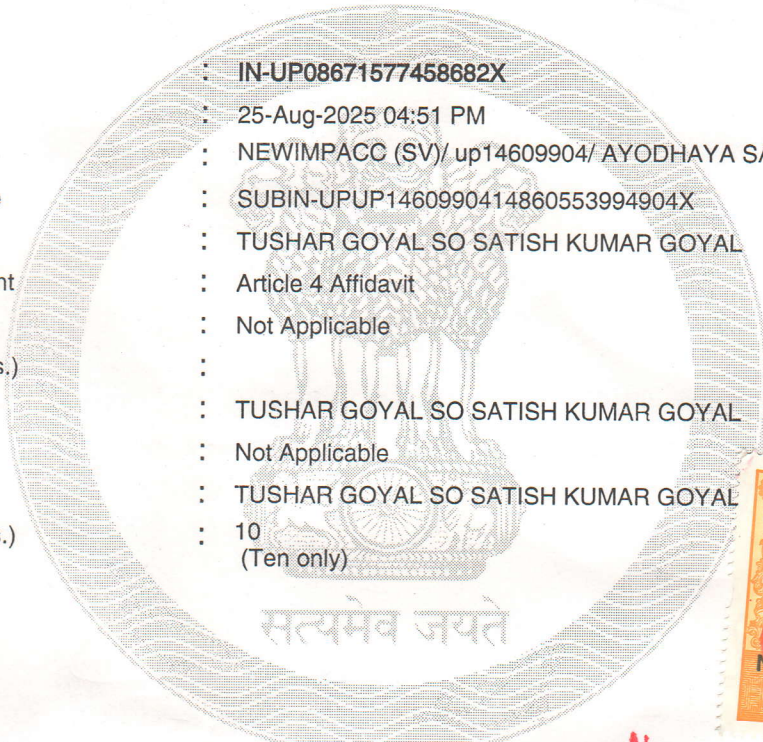 : IN-UP08671577458682X
: 25-Aug-2025 04:51 PM
: NEWIMPACC (SV)/ up14609904/ AYODHAYA SA
: SUBIN-UPUP1460990414860553994904X
: TUSHAR GOYAL SO SATISH KUMAR GOYAL
nt : Article 4 Affidavit
: Not Applicable
s.) :
: TUSHAR GOYAL SO SATISH KUMAR GOYAL
: Not Applicable
: TUSHAR GOYAL SO SATISH KUMAR GOYAL
s.) : 10
(Ten only)
सत्यमेव जयते